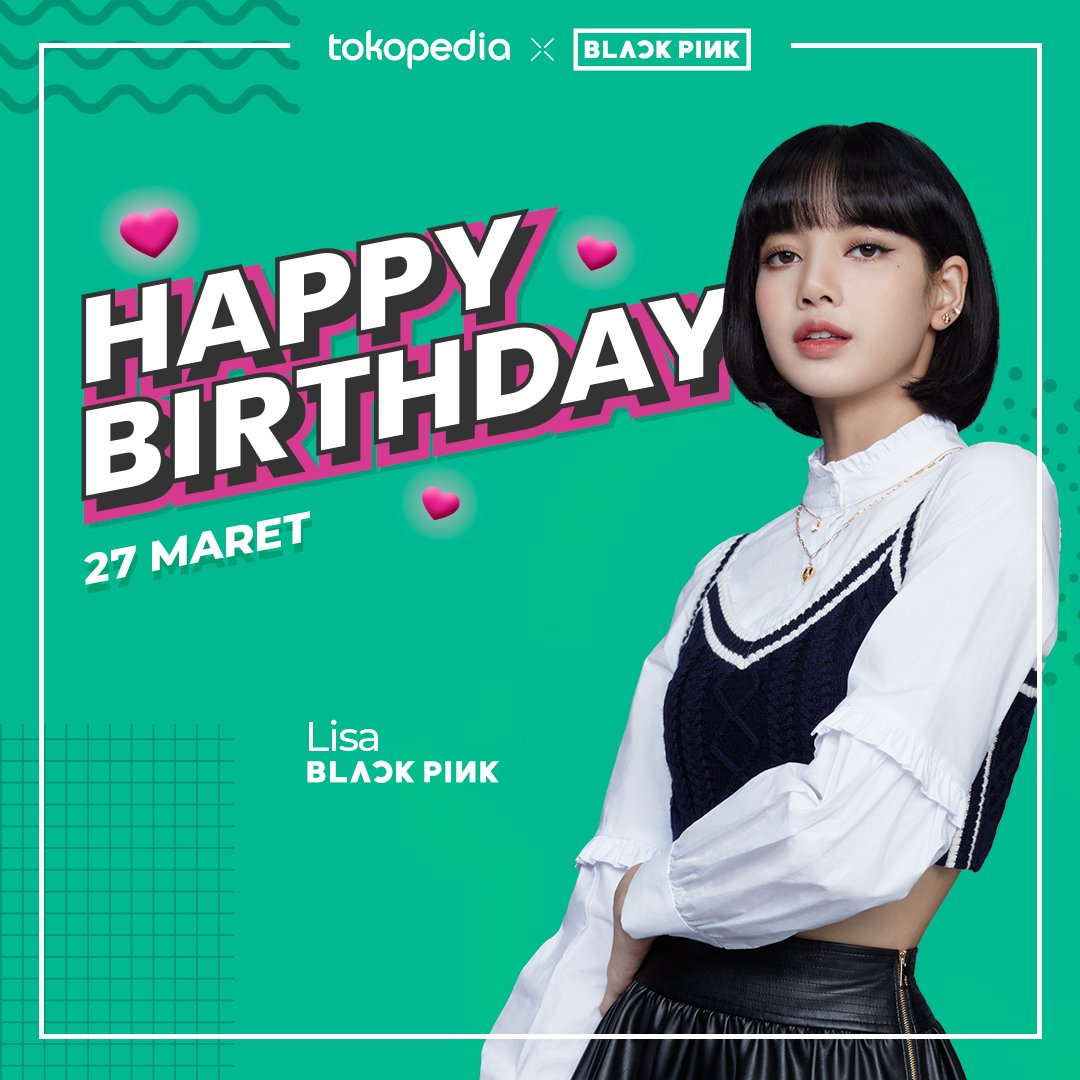 tokopedia × BLACKPINK
HAPPY
BIRTHDAY
27 MARET
Lisa
BLACKPINK